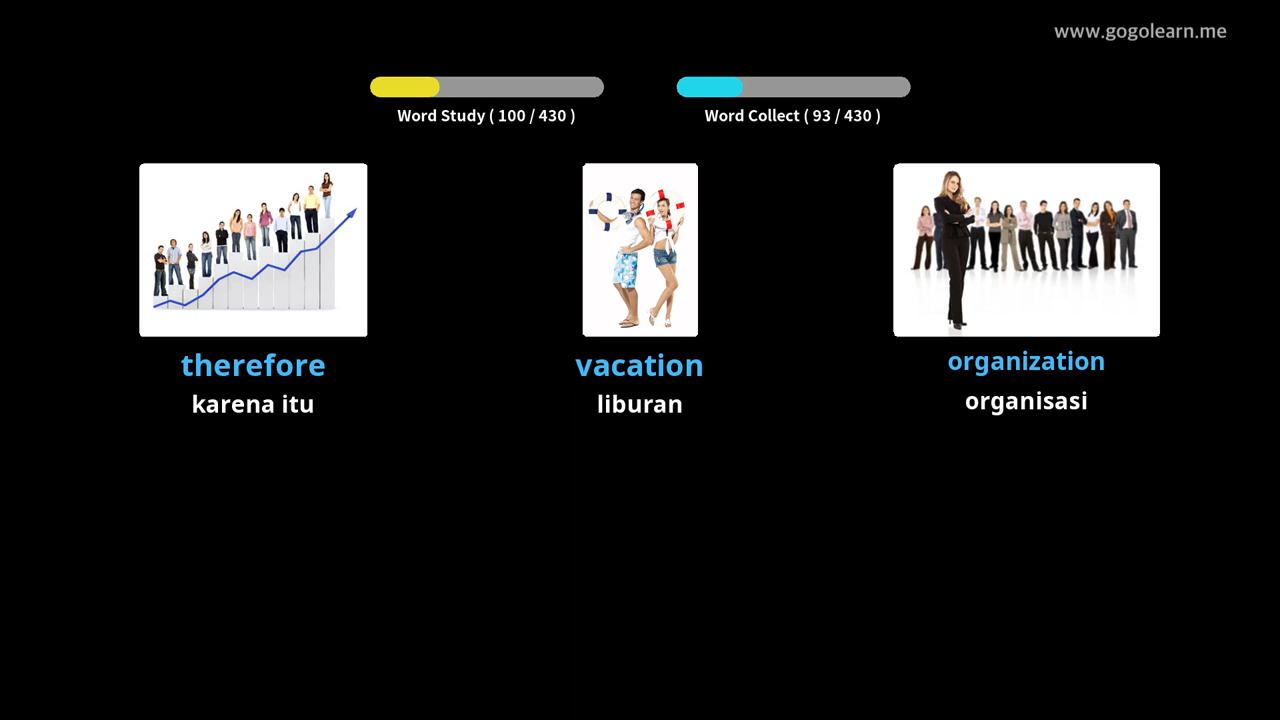 www.gogolearn.me
Word Study ( 100 / 430 )
Word Collect ( 93 / 430 )
therefore
karena itu
vacation
liburan
organization
organisasi